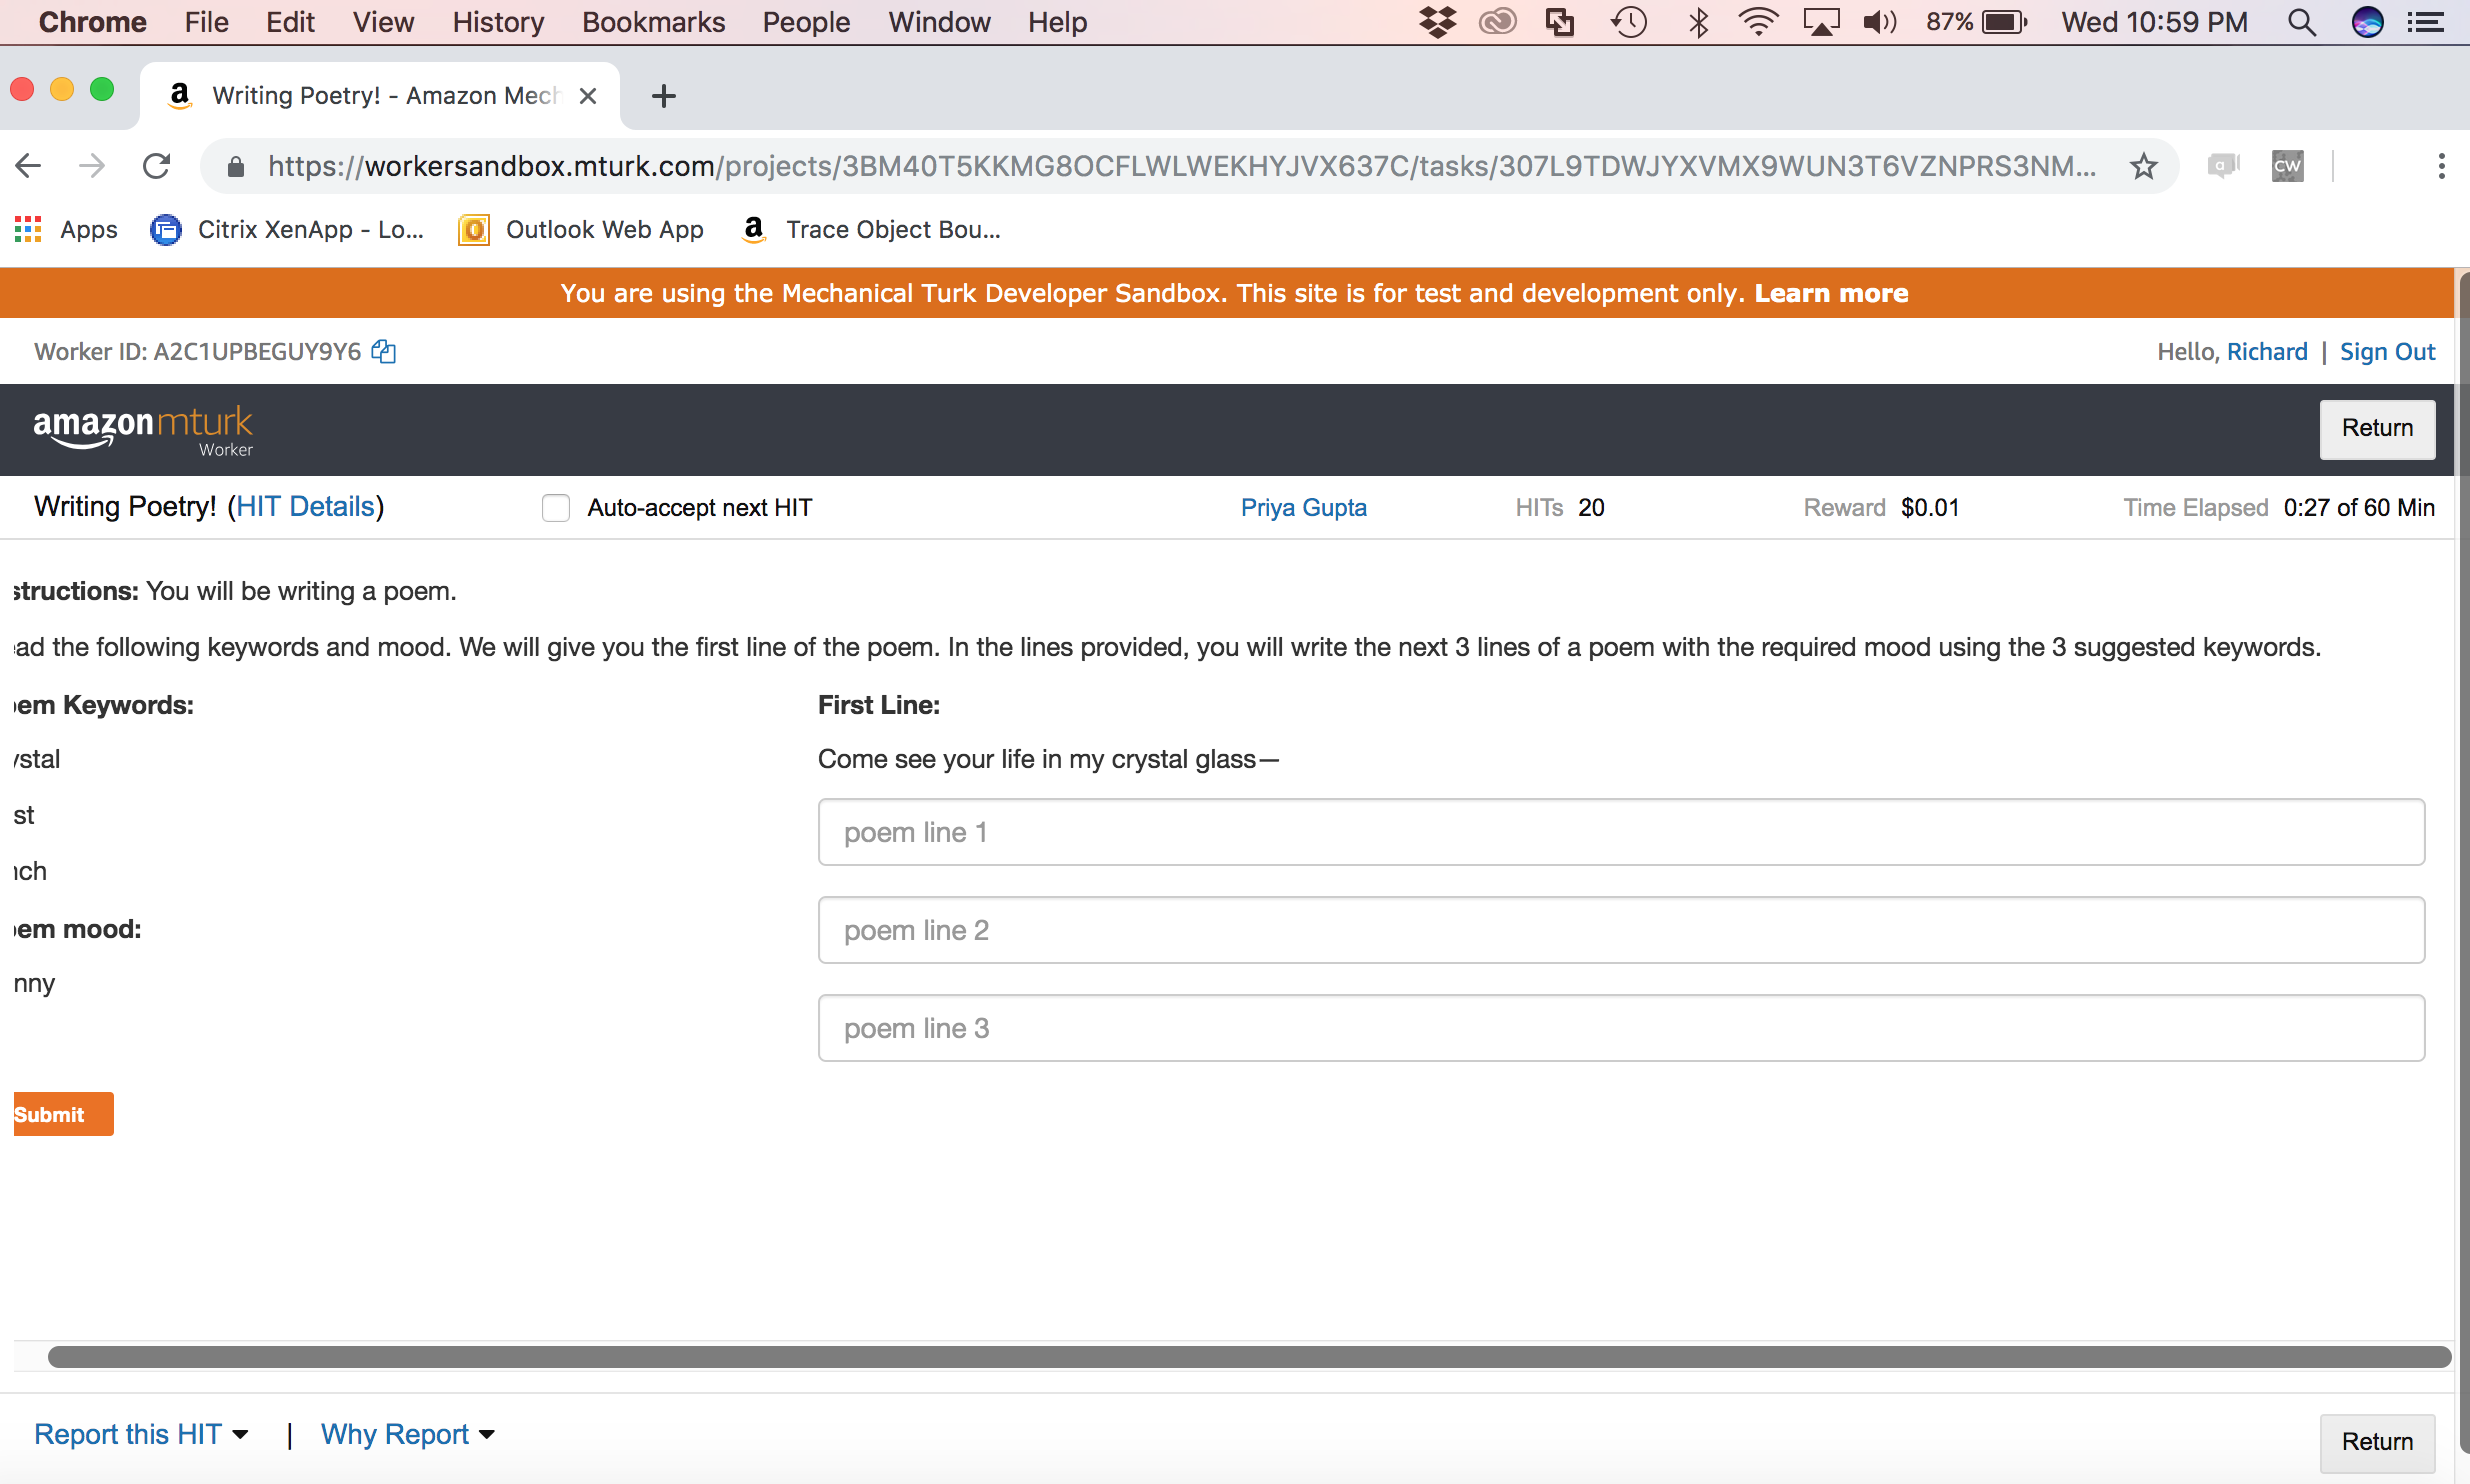 Chrome File Edit View History Bookmarks People Window Help 87% Wed 10:59 PM
Writing Poetry! - Amazon Mech
https://workersandbox.mturk.com/projects/3BM40T5KKMG8OCFLWLWEKHYJVX637C/tasks/307L9TDWJYXVMX9WUN3T6VZNPRS3NM...
Apps Citrix XenApp - Lo... Outlook Web App Trace Object Bou...
You are using the Mechanical Turk Developer Sandbox. This site is for test and development only. Learn more
Worker ID: A2C1UPBEGUY9Y6 Hello, Richard | Sign Out
amazon mturk Return
Worker
Writing Poetry! (HIT Details) Auto-accept next HIT Priya Gupta HITs 20 Reward $0.01 Time Elapsed 0:27 of 60 Min
structions: You will be writing a poem.
ad the following keywords and mood. We will give you the first line of the poem. In the lines provided, you will write the next 3 lines of a poem with the required mood using the 3 suggested keywords.
em Keywords: First Line:
ystal Come see your life in my crystal glass—
st
poem line 1
nch
em mood: poem line 2
nny
poem line 3
Submit
Report this HIT | Why Report Return